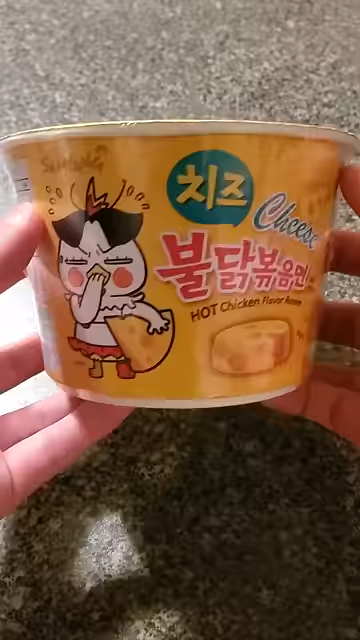 Samyang
치즈
Cheese
불닭볶음면
HOT Chicken Flavor Ramen